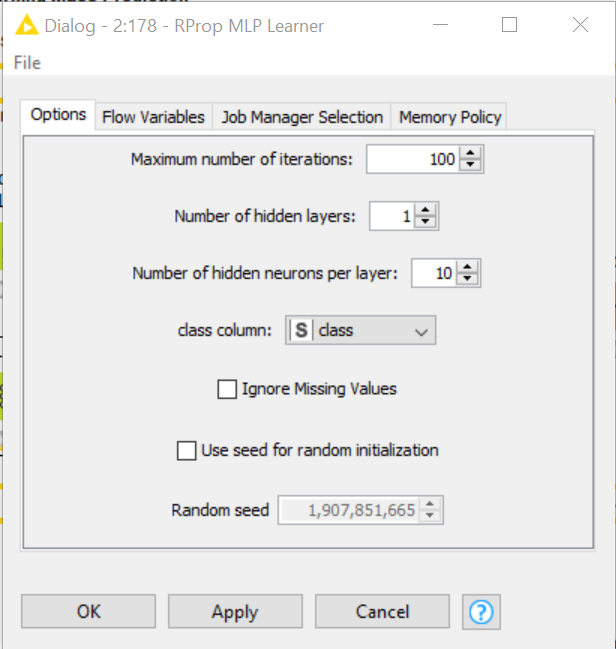 Dialog - 2:178 - RProp MLP Learner
File
Options Flow Variables Job Manager Selection Memory Policy
Maximum number of iterations: 100
Number of hidden layers: 1
Number of hidden neurons per layer: 10
class column: S class
Ignore Missing Values
Use seed for random initialization
Random seed 1,907,851,665
OK Apply Cancel ?